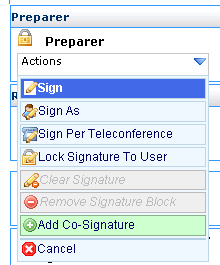 Preparer
Preparer
Actions
Sign
Sign As
Sign Per Teleconference
Lock Signature To User
Clear Signature
Remove Signature Block
Add Co-Signature
Cancel